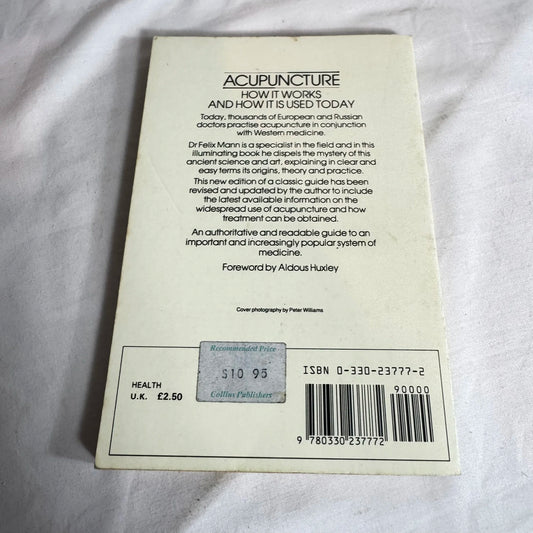 ACUPUNCTURE
HOW IT WORKS
AND HOW IT IS USED TODAY
Today, thousands of European and Russian
doctors practise acupuncture in conjunction
with Western medicine.
Dr Felix Mann is a specialist in the field and in this
illuminating book he dispels the mystery of this
ancient science and art, explaining in clear and
easy terms its origins, theory and practice.
This new edition of a classic guide has been
revised and updated by the author to include
the latest available information on the
widespread use of acupuncture and how
treatment can be obtained.
An authoritative and readable guide to an
important and increasingly popular system of
medicine.
Foreword by Aldous Huxley
Cover photography by Peter Williams
Recommended Price
$10 95
Collins Publishers
HEALTH
U.K. £2.50
ISBN 0-330-23777-2
90000
9 780330 237772